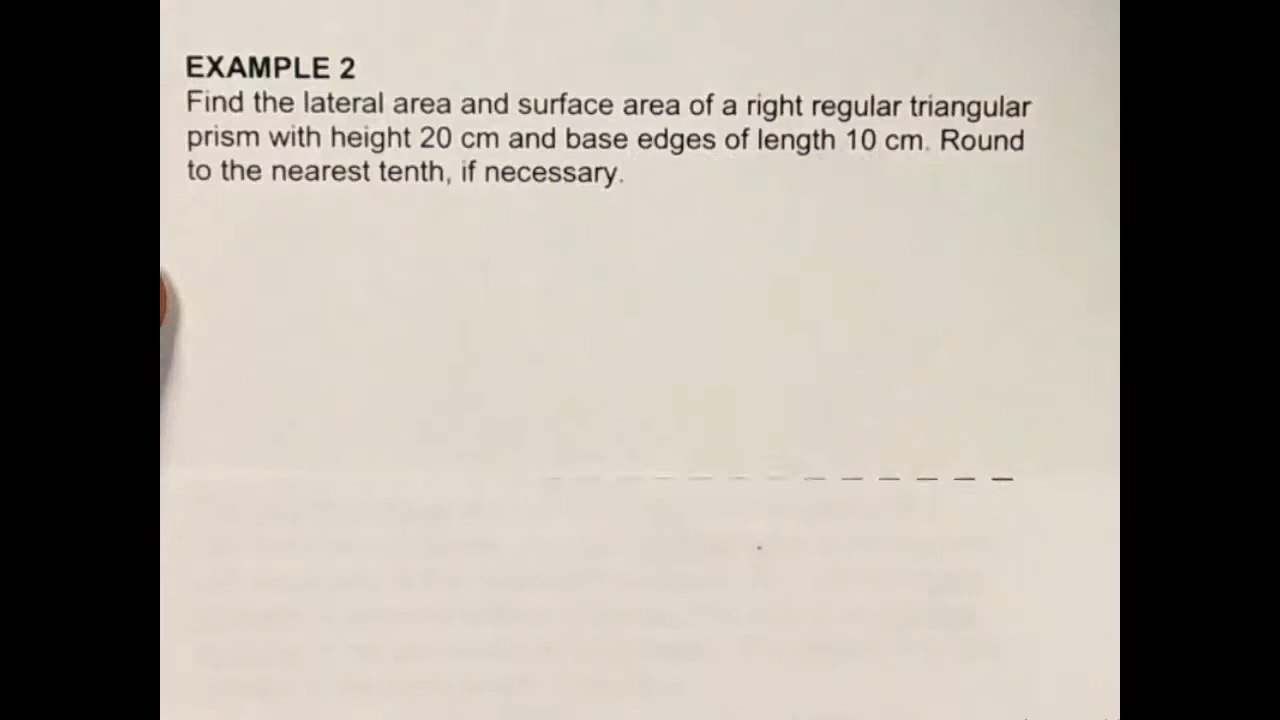 EXAMPLE 2
Find the lateral area and surface area of a right regular triangular
prism with height 20 cm and base edges of length 10 cm. Round
to the nearest tenth, if necessary.